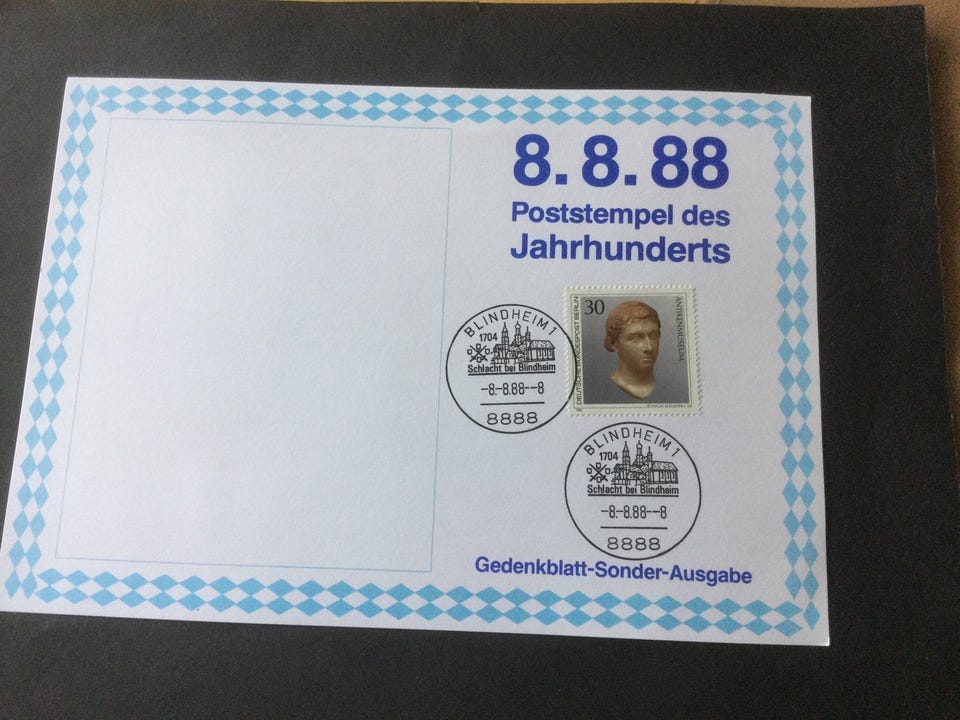 8.8.88
Poststempel des
Jahrhunderts
30
DEUTSCHE BUNDESPOST BERLIN
ANTIKENMUSEUM
BLINDHEIM 1
1704
Schlacht bei Blindheim
-8.-8.88--8
8888
BLINDHEIM 1
1704
Schlacht bei Blindheim
-8.-8.88--8
8888
Gedenkblatt-Sonder-Ausgabe